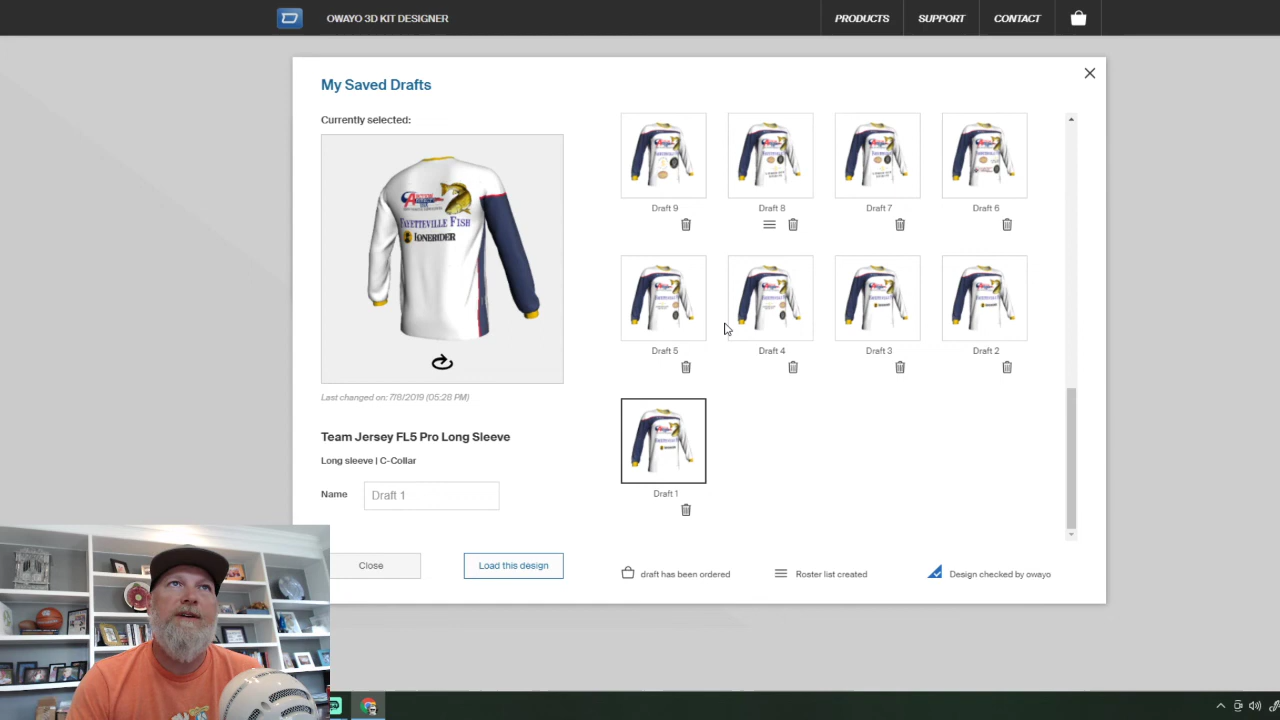 OWAYO 3D KIT DESIGNER
PRODUCTS
SUPPORT
CONTACT
My Saved Drafts
Currently selected:
FAYETTEVILLE FISH
IONERIDER
Last changed on: 7/8/2019 (05:28 PM)
Team Jersey FL5 Pro Long Sleeve
Long sleeve | C-Collar
Name
Draft 1
Close
Load this design
Draft 9
Draft 8
Draft 7
Draft 6
Draft 5
Draft 4
Draft 3
Draft 2
Draft 1
draft has been ordered
Roster list created
Design checked by owayo